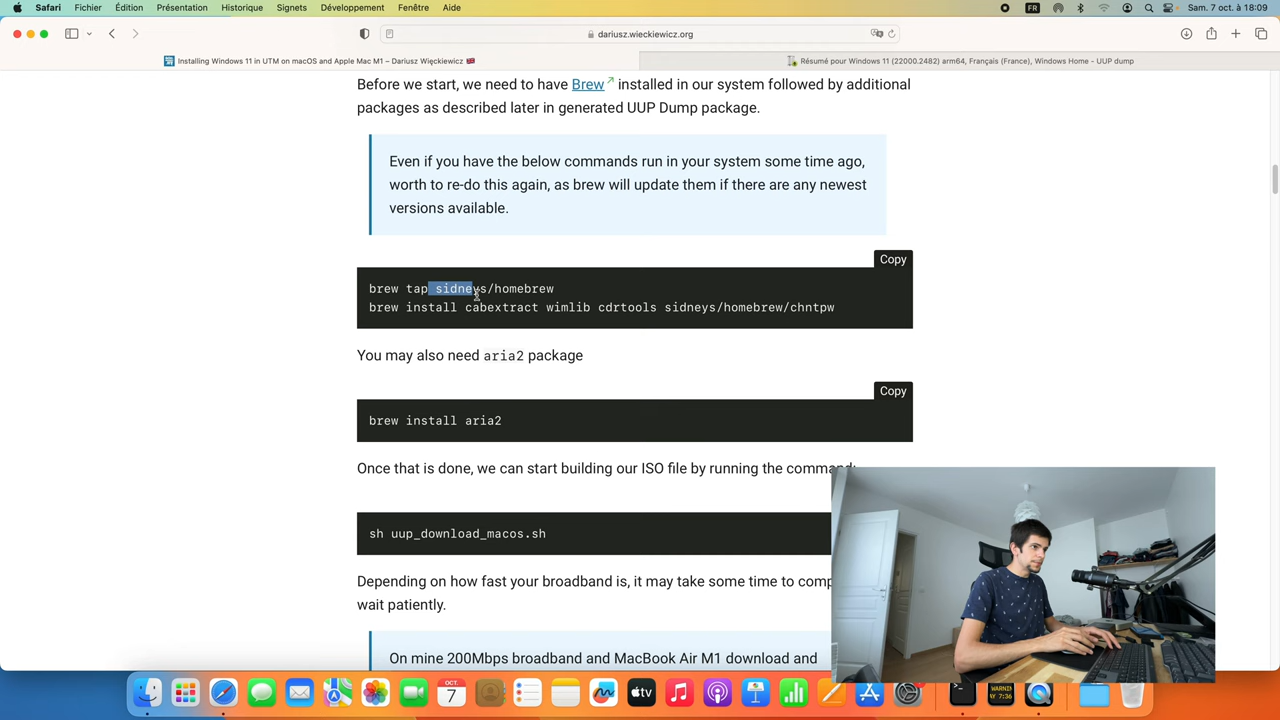 Safari Fichier Édition Présentation Historique Signets Développement Fenêtre Aide
FR
Sam. 7 oct. à 18:09
dariusz.wieckiewicz.org
Installing Windows 11 in UTM on macOS and Apple Mac M1 – Dariusz Więckiewicz
Résumé pour Windows 11 (22000.2482) arm64, Français (France), Windows Home - UUP dump
Before we start, we need to have Brew installed in our system followed by additional
packages as described later in generated UUP Dump package.
Even if you have the below commands run in your system some time ago,
worth to re-do this again, as brew will update them if there are any newest
versions available.
Copy
brew tap sidneys/homebrew
brew install cabextract wimlib cdrtools sidneys/homebrew/chntpw
You may also need aria2 package
Copy
brew install aria2
Once that is done, we can start building our ISO file by running the command:
sh uup_download_macos.sh
Depending on how fast your broadband is, it may take some time to comp
wait patiently.
On mine 200Mbps broadband and MacBook Air M1 download and
OCT.
7
tv